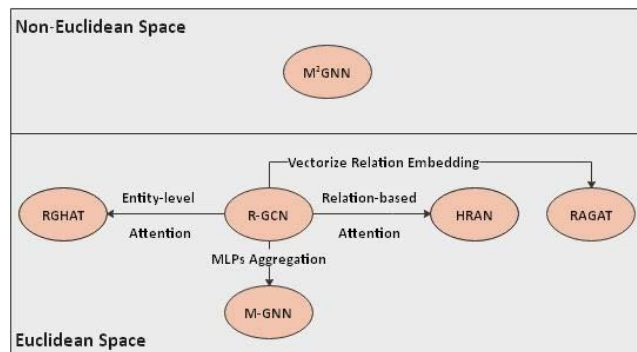 Non-Euclidean Space
M²GNN
Vectorize Relation Embedding
Entity-level
Relation-based
RGHAT
R-GCN
HRAN
RAGAT
Attention
Attention
MLPs Aggregation
M-GNN
Euclidean Space